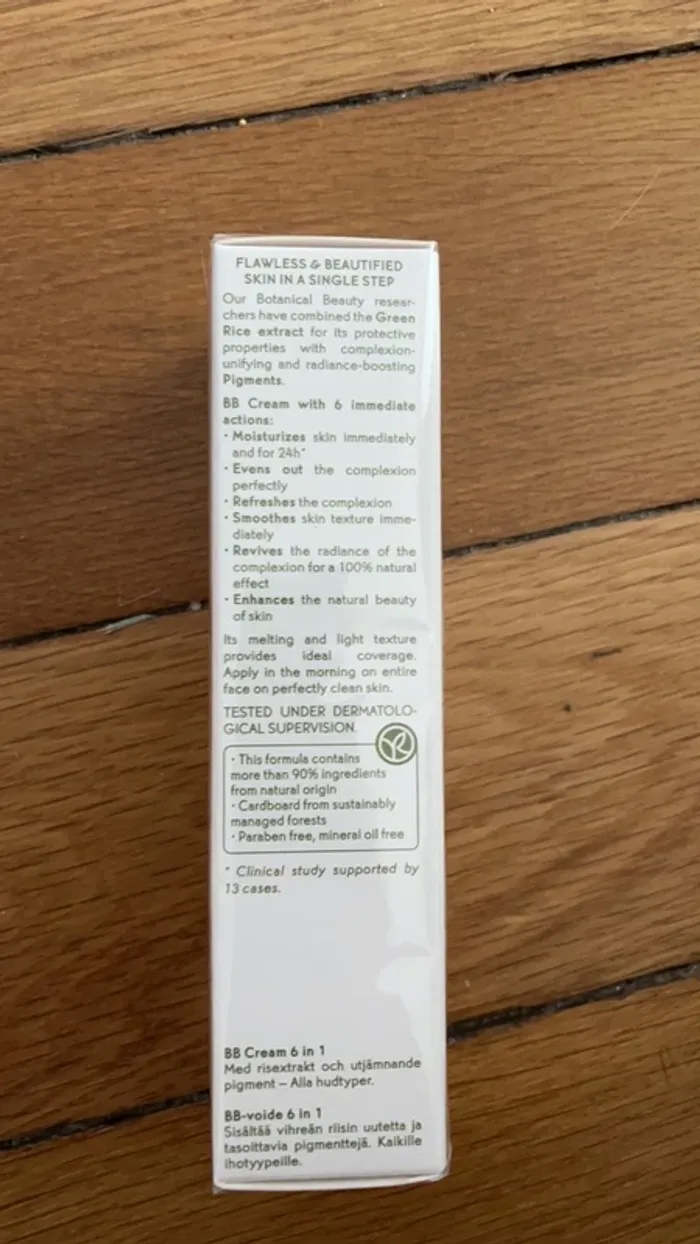 FLAWLESS & BEAUTIFIED
SKIN IN A SINGLE STEP
Our Botanical Beauty resear-
chers have combined the Green
Rice extract for its protective
properties with complexion-
unifying and radiance-boosting
Pigments.
BB Cream with 6 immediate
actions:
• Moisturizes skin immediately
and for 24h*
• Evens out the complexion
perfectly
• Refreshes the complexion
• Smoothes skin texture imme-
diately
• Revives the radiance of the
complexion for a 100% natural
effect
• Enhances the natural beauty
of skin
Its melting and light texture
provides ideal coverage.
Apply in the morning on entire
face on perfectly clean skin.
TESTED UNDER DERMATOLO-
GICAL SUPERVISION.
• This formula contains
more than 90% ingredients
from natural origin
• Cardboard from sustainably
managed forests
• Paraben free, mineral oil free
* Clinical study supported by
13 cases.
BB Cream 6 in 1
Med risextrakt och utjämnande
pigment – Alla hudtyper.
BB-voide 6 in 1
Sisältää vihreän riisin uutetta ja
tasoittavia pigmenttejä. Kaikille
ihotyypeille.